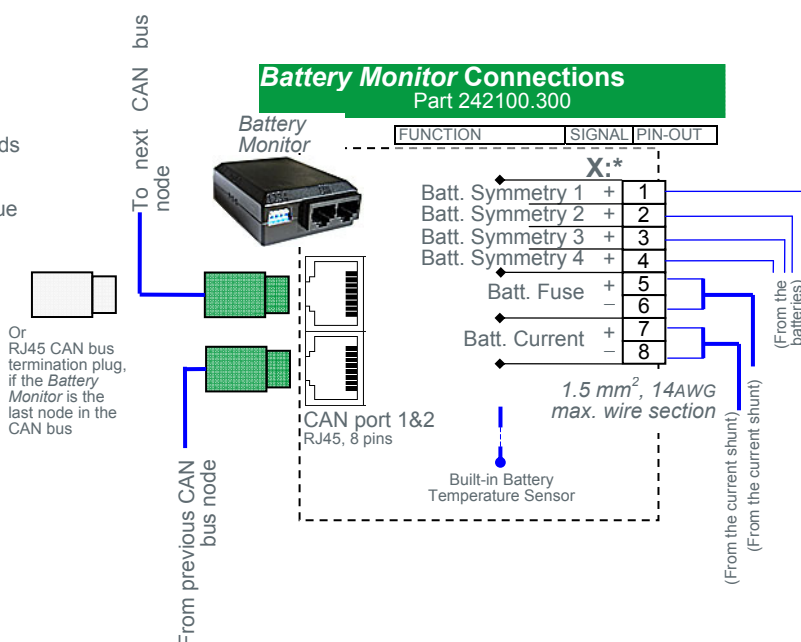 To next CAN bus
node
Battery Monitor Connections
Part 242100.300
Battery
Monitor
FUNCTION SIGNAL PIN-OUT
X:*
Batt. Symmetry 1 + 1
Batt. Symmetry 2 + 2
Batt. Symmetry 3 + 3
Batt. Symmetry 4 + 4
Batt. Fuse + 5
– 6
Batt. Current + 7
– 8
1.5 mm², 14AWG
max. wire section
(From the
batteries)
(From the current shunt)
(From the current shunt)
Or
RJ45 CAN bus
termination plug,
if the Battery
Monitor is the
last node in the
CAN bus
CAN port 1&2
RJ45, 8 pins
Built-in Battery
Temperature Sensor
From previous CAN
bus node